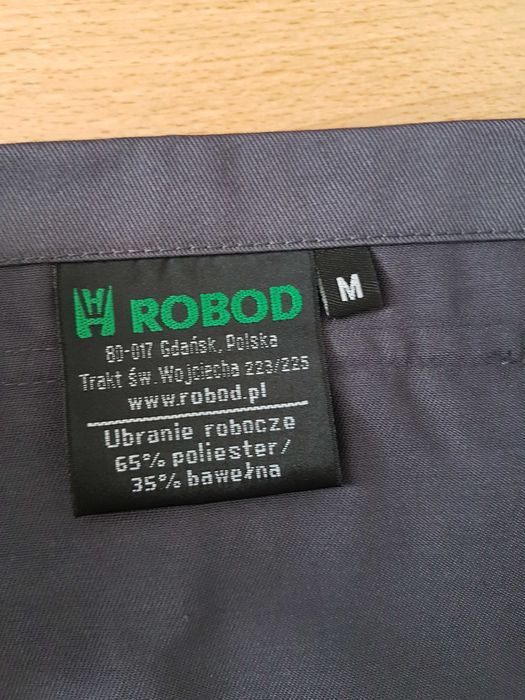 ROBOD
M
80-017 Gdańsk, Polska
Trakt św. Wojciecha 223/225
www.robod.pl
Ubranie robocze
65% poliester/
35% bawełna